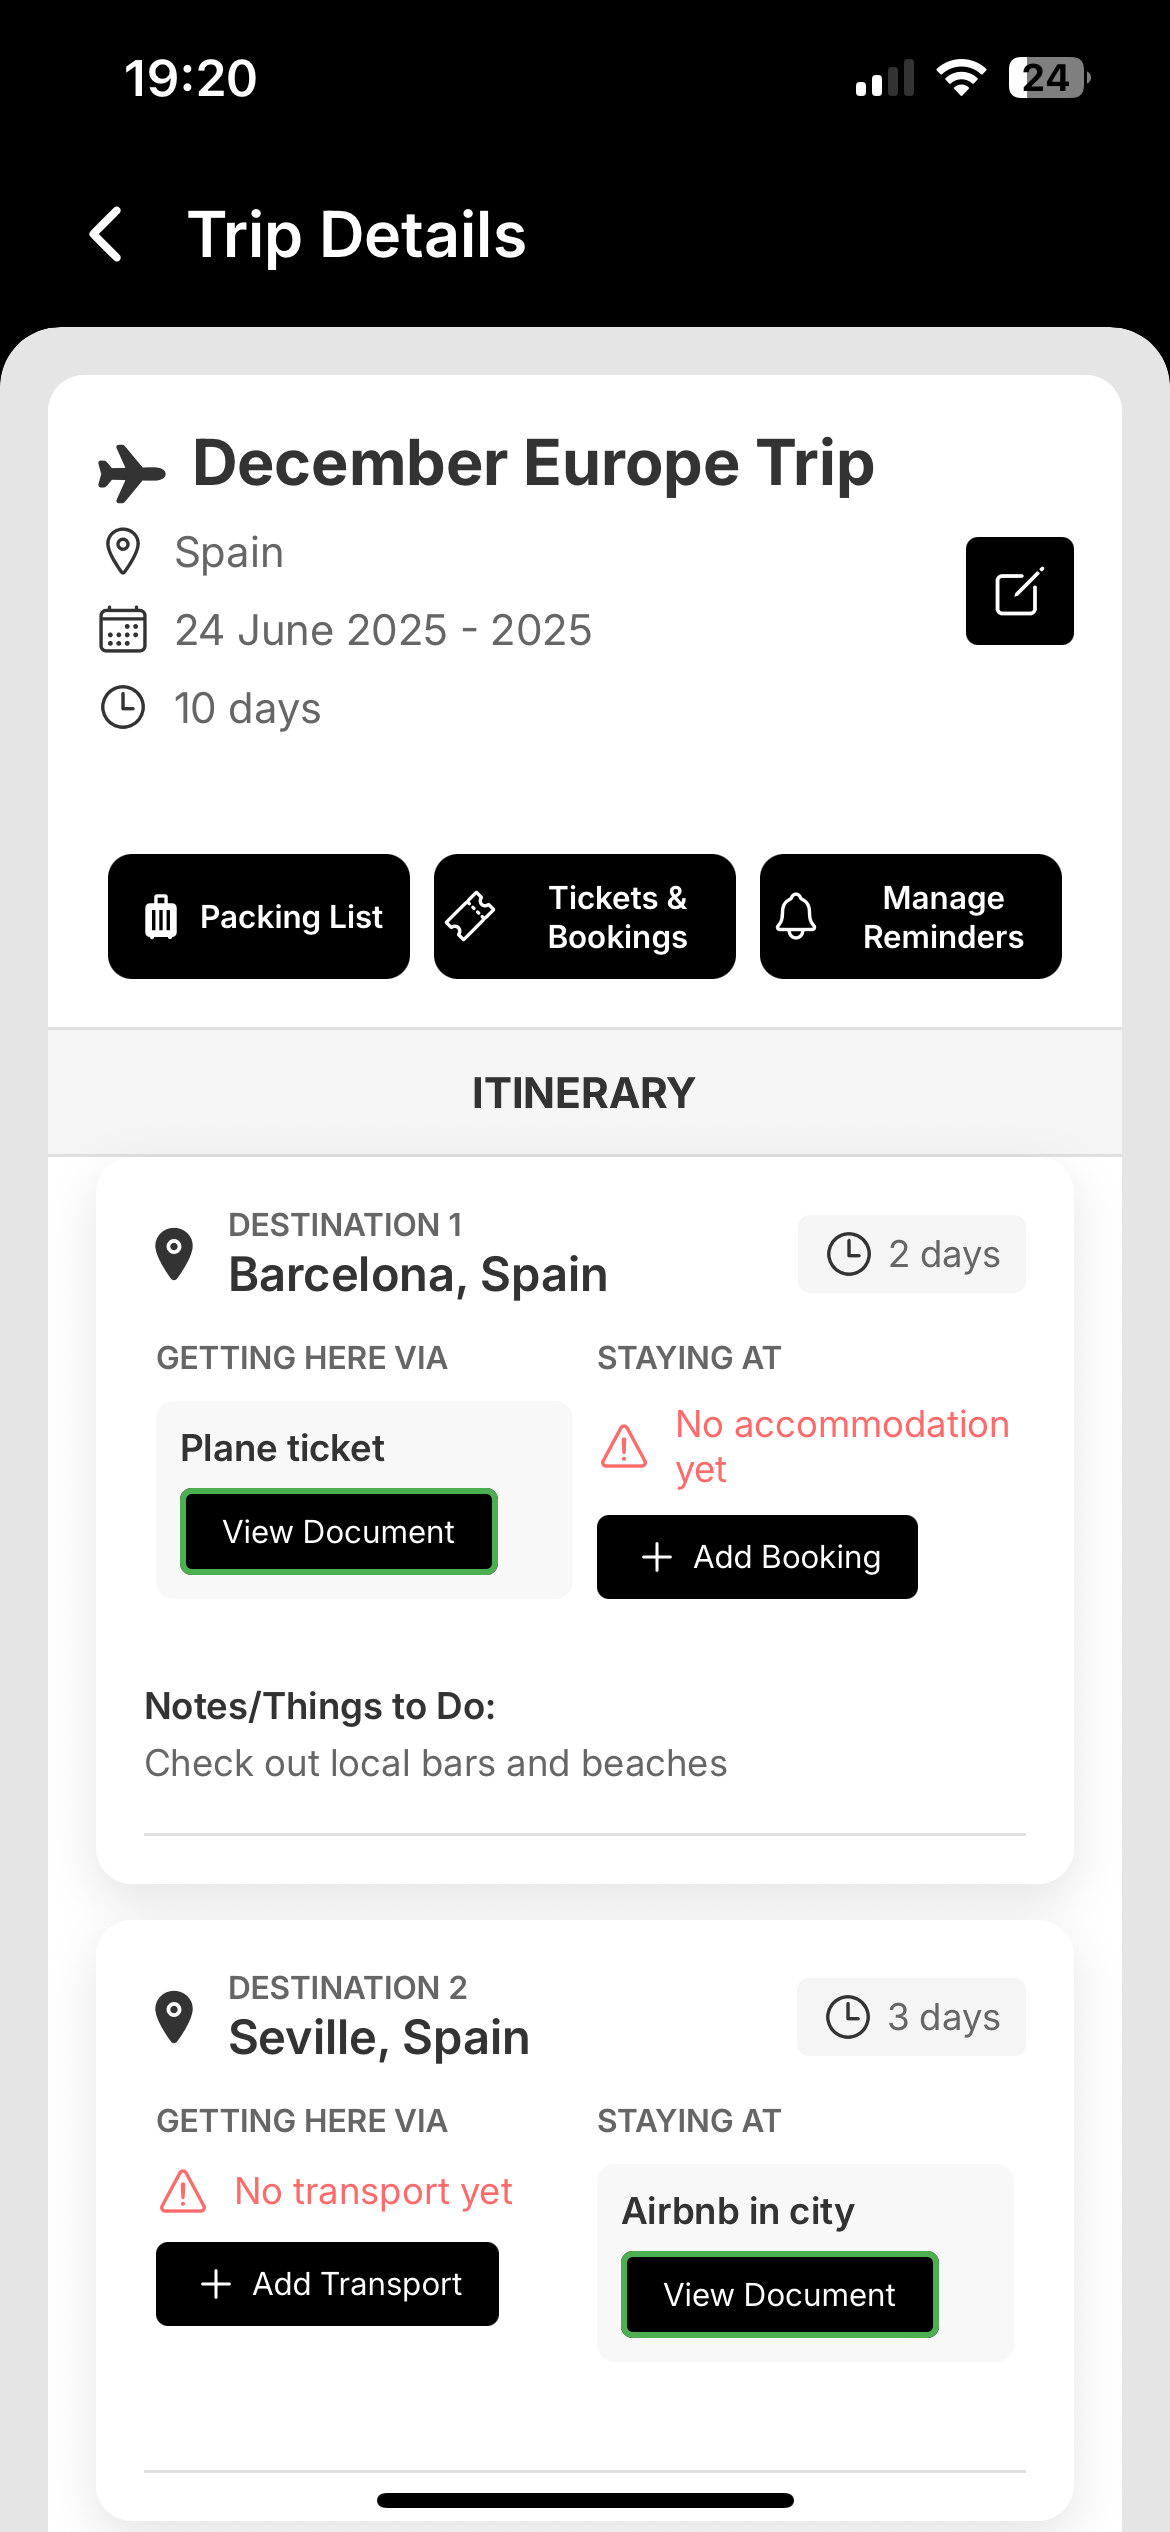 19:20
24
Trip Details
December Europe Trip
Spain
24 June 2025 - 2025
10 days
Packing List
Tickets &
Bookings
Manage
Reminders
ITINERARY
DESTINATION 1
Barcelona, Spain
2 days
GETTING HERE VIA
STAYING AT
Plane ticket
View Document
No accommodation
yet
Add Booking
Notes/Things to Do:
Check out local bars and beaches
DESTINATION 2
Seville, Spain
3 days
GETTING HERE VIA
STAYING AT
No transport yet
Add Transport
Airbnb in city
View Document